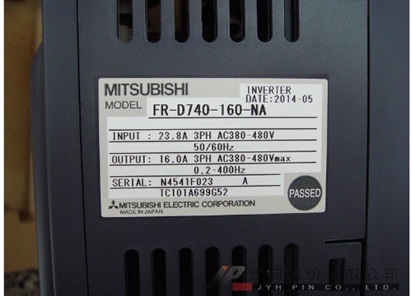 MITSUBISHI
INVERTER
DATE:2014-05
MODEL FR-D740-160-NA
INPUT : 23.8A 3PH AC380-480V
50/60Hz
OUTPUT: 16.0A 3PH AC380-480Vmax
0.2-400Hz
SERIAL: N4541F023 A
TC101A699G52
PASSED
MITSUBISHI ELECTRIC CORPORATION
MADE IN JAPAN
JP
JYH PIN CO., LTD.